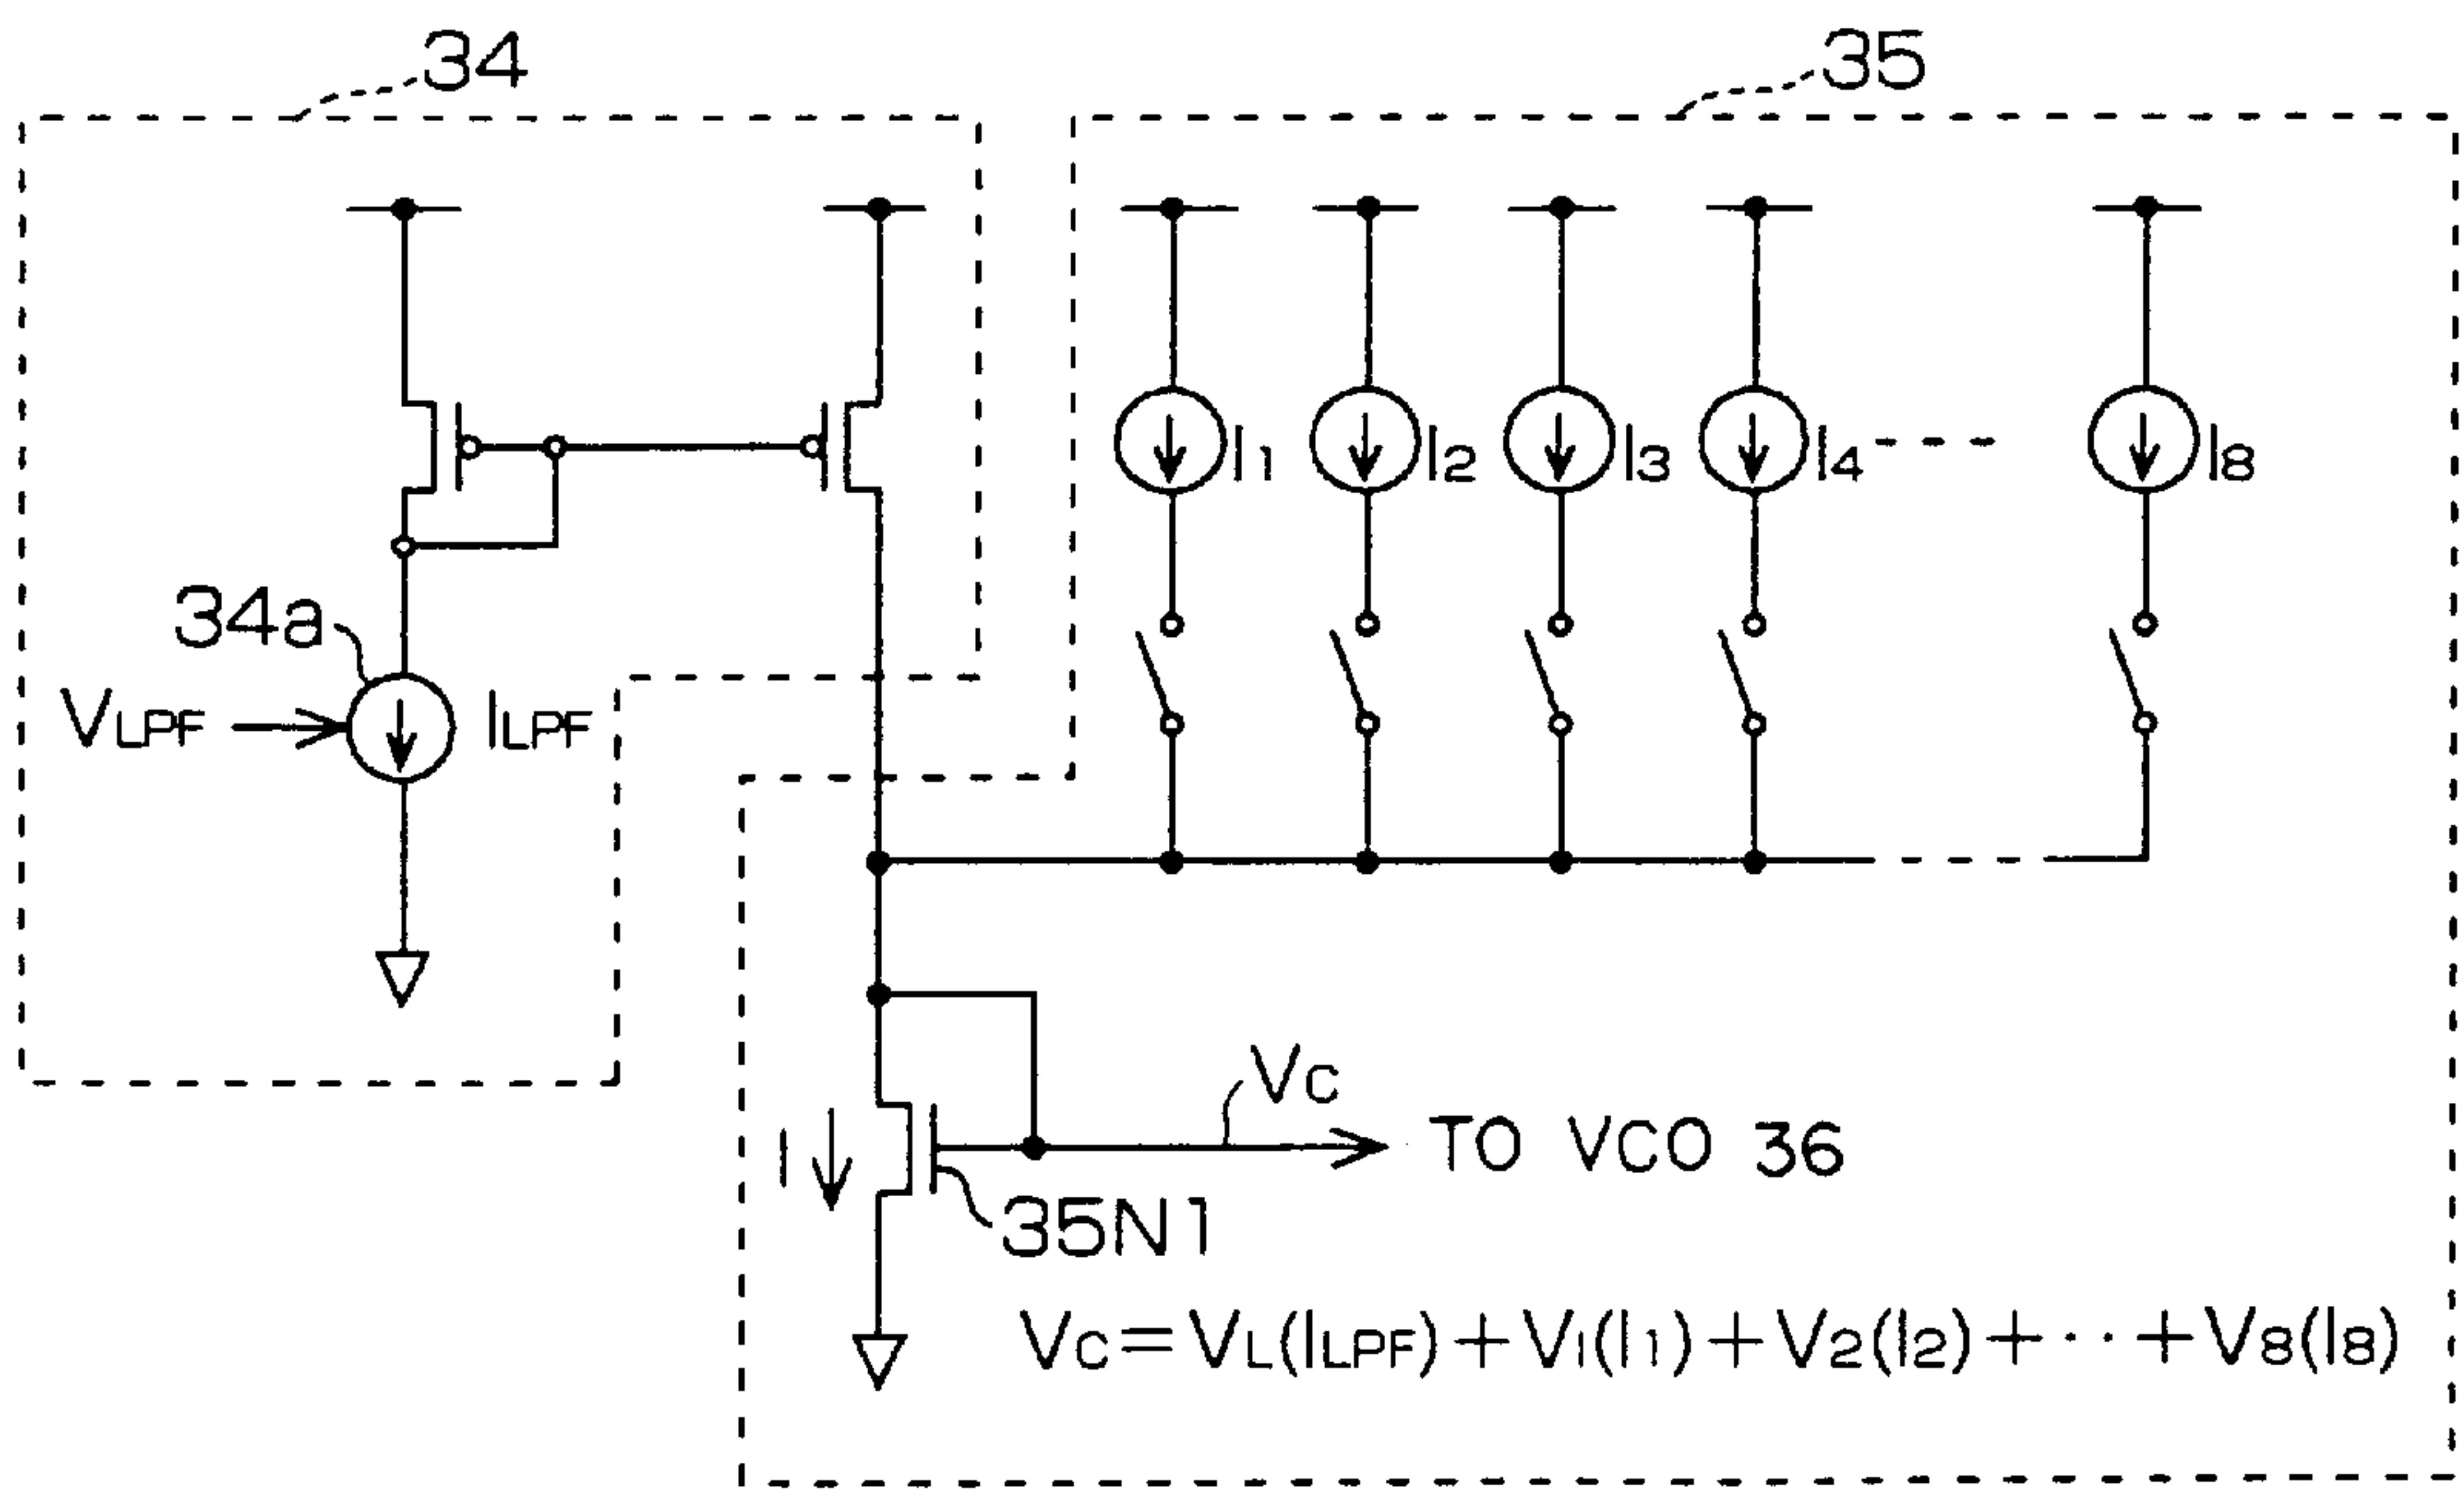 34
35
I1 I2 I3 I4 I8
34a
VLPF ILPF
VC
I
TO VCO 36
35N1
VC=VL(ILPF)+V1(I1)+V2(I2)+··+V8(I8)